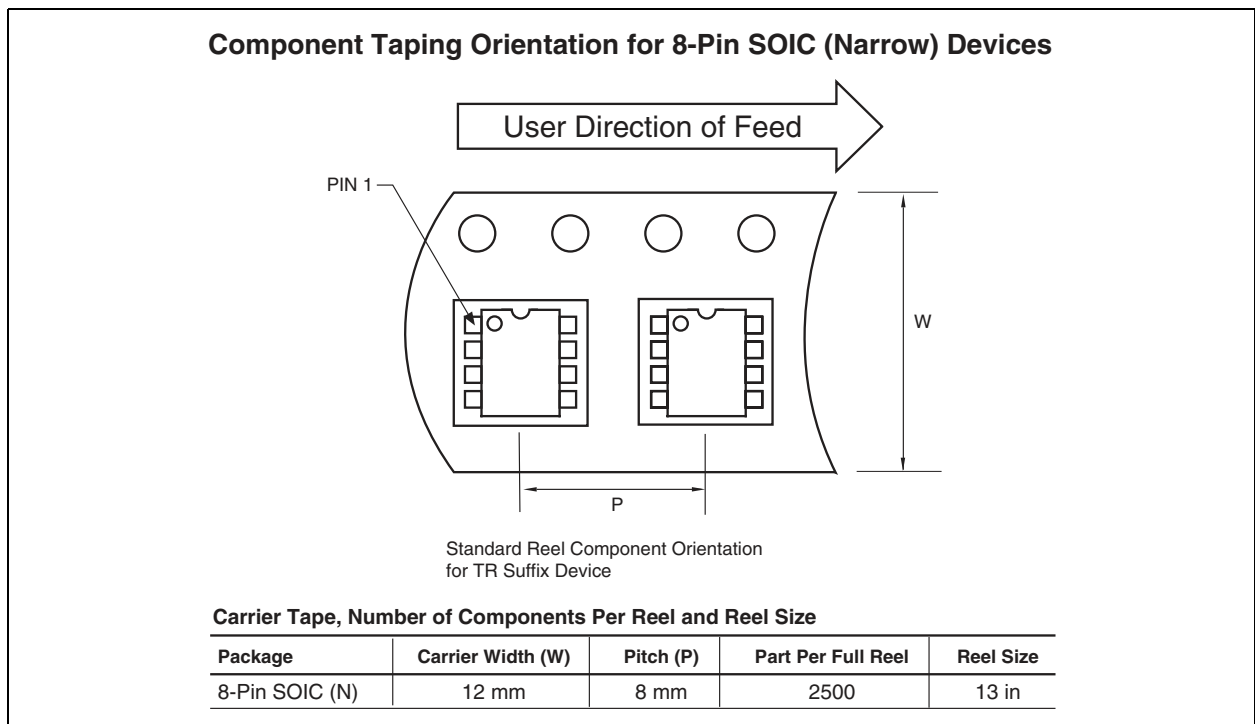 Component Taping Orientation for 8-Pin SOIC (Narrow) Devices
User Direction of Feed
PIN 1
W
P
Standard Reel Component Orientation
for TR Suffix Device
Carrier Tape, Number of Components Per Reel and Reel Size
Package Carrier Width (W) Pitch (P) Part Per Full Reel Reel Size
8-Pin SOIC (N) 12 mm 8 mm 2500 13 in